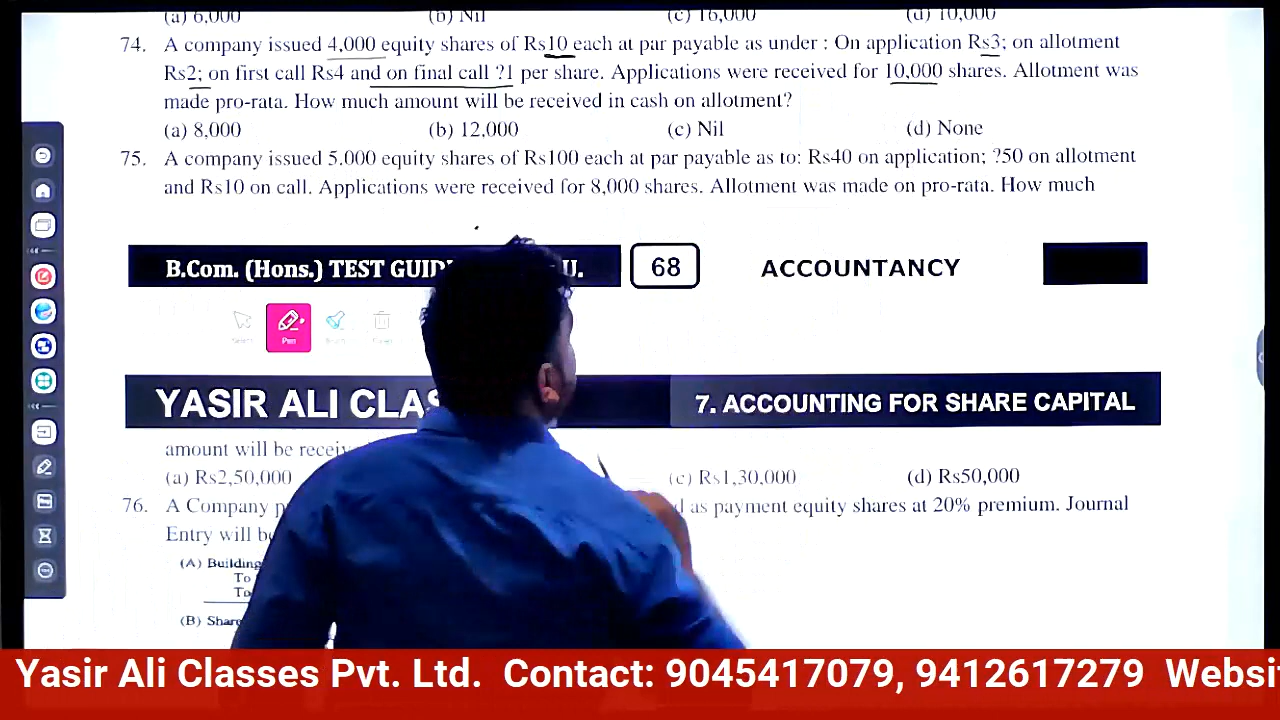 (a) 6,000 (b) Nil (c) 16,000 (d) 10,000
74. A company issued 4,000 equity shares of Rs10 each at par payable as under : On application Rs3; on allotment
Rs2; on first call Rs4 and on final call ?1 per share. Applications were received for 10,000 shares. Allotment was
made pro-rata. How much amount will be received in cash on allotment?
(a) 8,000 (b) 12,000 (c) Nil (d) None
75. A company issued 5,000 equity shares of Rs100 each at par payable as to: Rs40 on application; ?50 on allotment
and Rs10 on call. Applications were received for 8,000 shares. Allotment was made on pro-rata. How much
B.Com. (Hons.) TEST U. 68 ACCOUNTANCY
Select Pen
YASIR ALI 7. ACCOUNTING FOR SHARE CAPITAL
amount will be
(a) Rs2,50,000 (c) Rs1,30,000 (d) Rs50,000
76. A Company as payment equity shares at 20% premium. Journal
Entry will
(A) Building
To
To
(B) Share
Yasir Ali Classes Pvt. Ltd. Contact: 9045417079, 9412617279